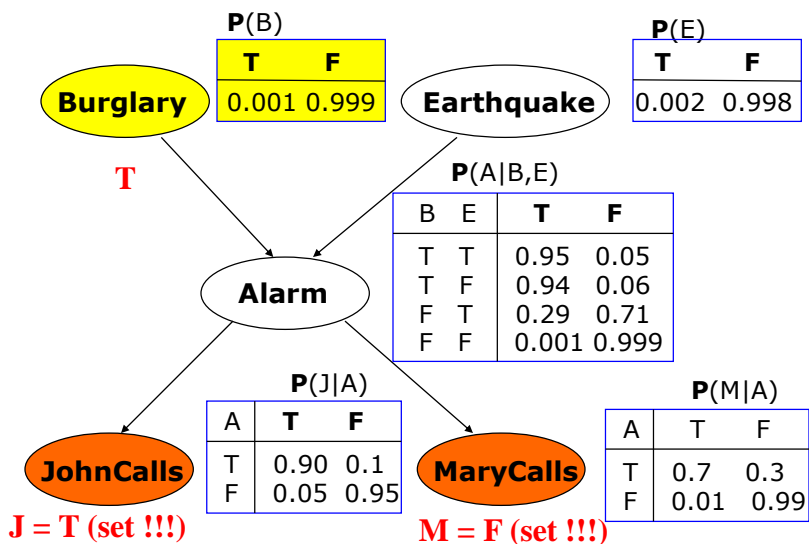 P(B)
T F
0.001 0.999
Burglary
T
P(E)
T F
0.002 0.998
Earthquake
P(A|B,E)
B E T F
T T 0.95 0.05
T F 0.94 0.06
F T 0.29 0.71
F F 0.001 0.999
Alarm
P(J|A)
A T F
T 0.90 0.1
F 0.05 0.95
JohnCalls
J = T (set !!!)
P(M|A)
A T F
T 0.7 0.3
F 0.01 0.99
MaryCalls
M = F (set !!!)